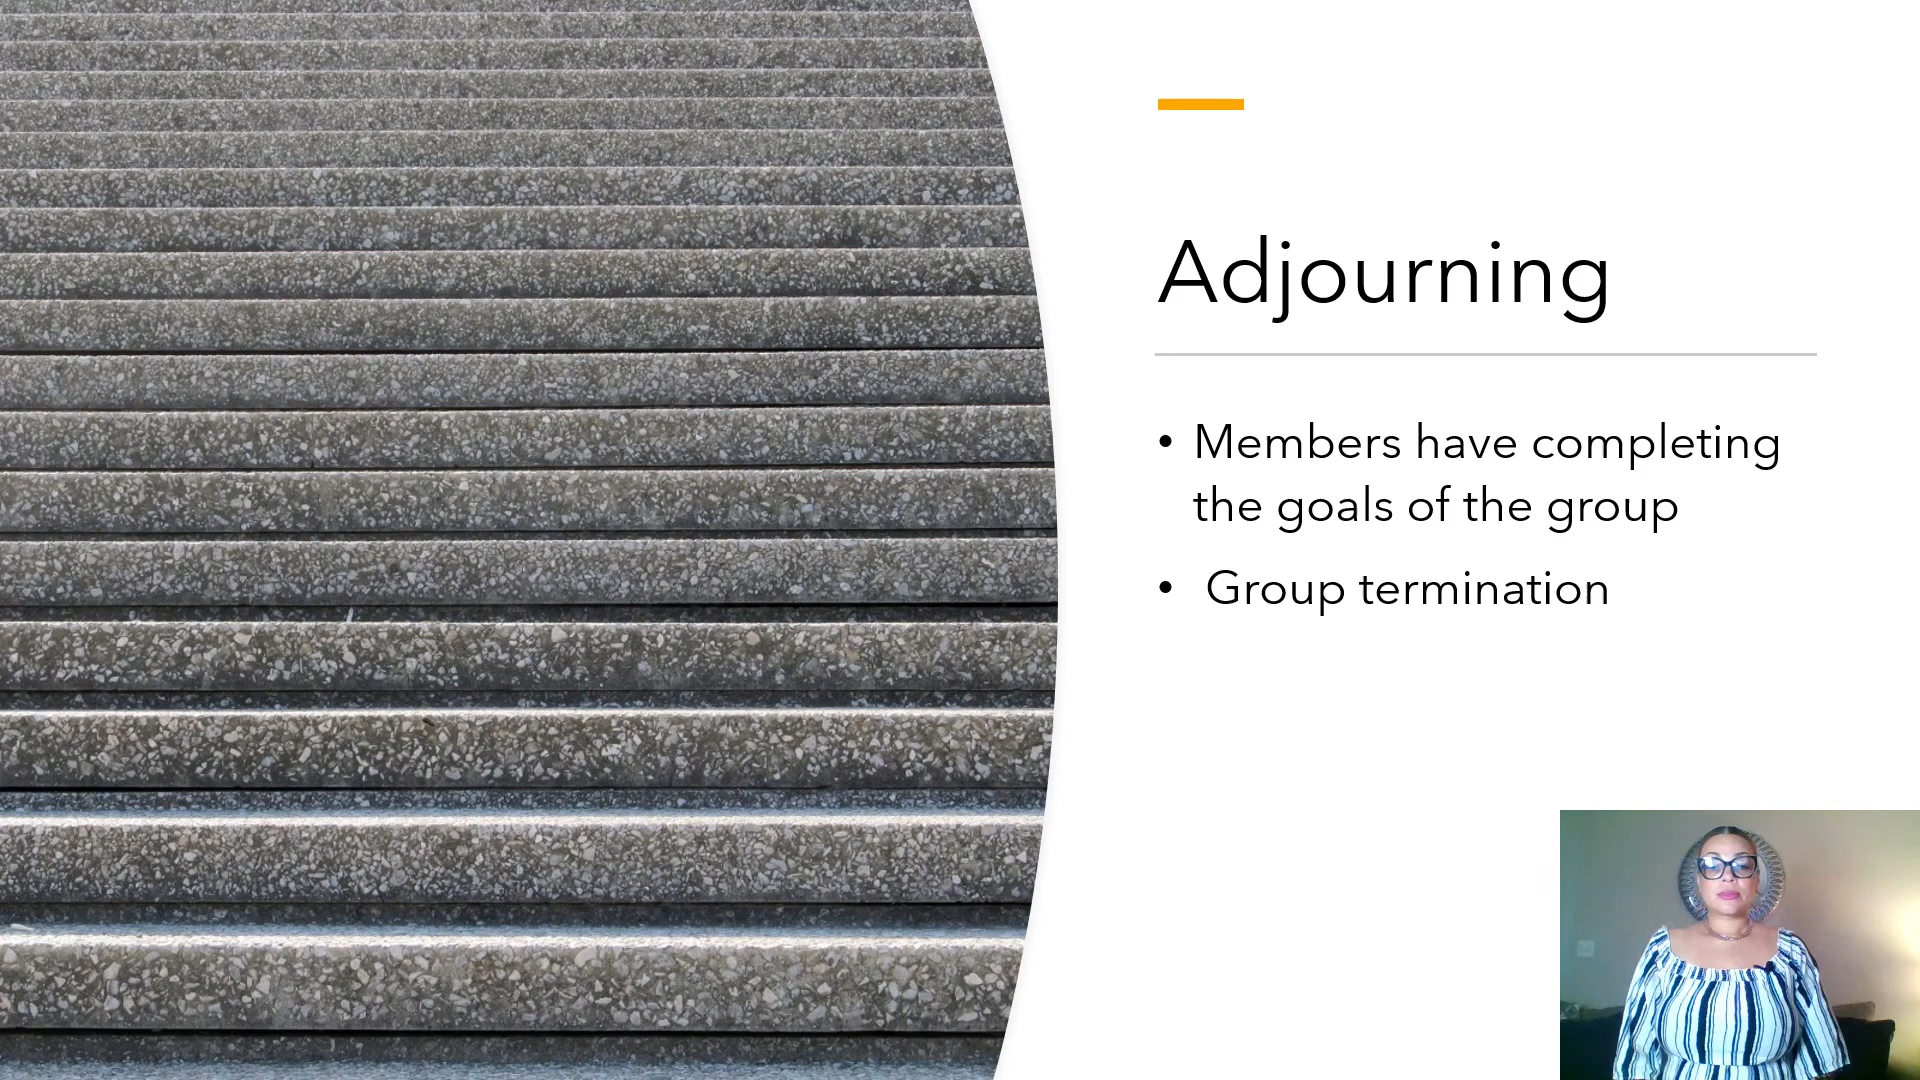 Adjourning
• Members have completing
the goals of the group
• Group termination